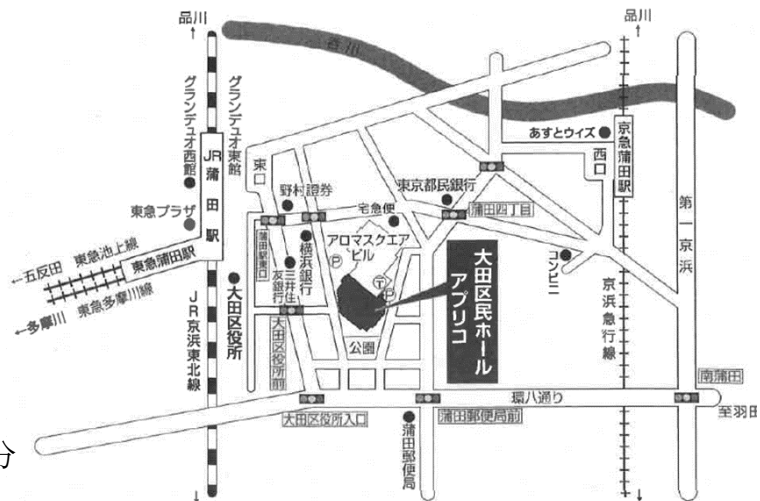 品川
品川
呑川
グランデュオ西館
グランデュオ東館
JR蒲田駅
東口
あすとウィズ
京急蒲田駅
西口
東急プラザ
野村證券
宅急便
東京都民銀行
蒲田四丁目
第一京浜
←五反田
東急池上線
東急蒲田駅
←多摩川
東急多摩川線
蒲田駅東口
三井住友銀行
横浜銀行
アロマスクエアビル
P
〒
P
コンビニ
大田区民ホール
アプリコ
京浜急行線
大田区役所
大田区役所前
JR京浜東北線
公園
南蒲田
環八通り
至羽田
大田区役所入口
蒲田郵便局前
蒲田郵便局
分